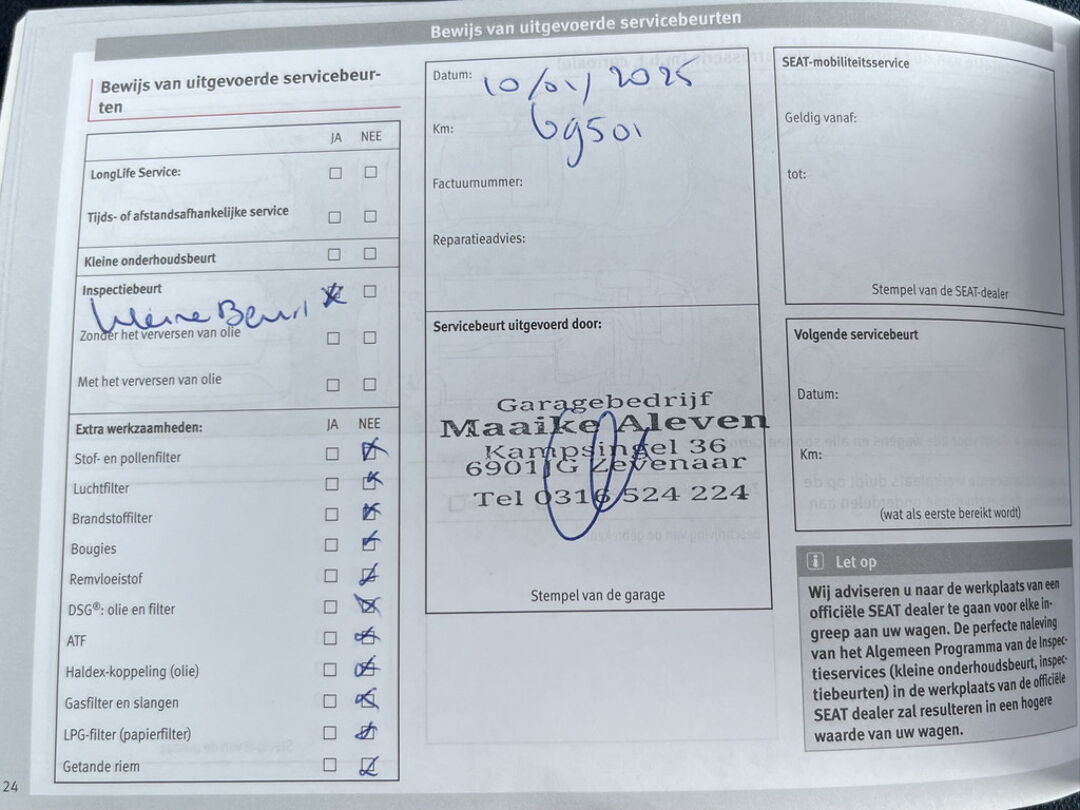 Bewijs van uitgevoerde servicebeurten
Bewijs van uitgevoerde servicebeur-
ten
JA NEE
LongLife Service:
Tijds- of afstandsafhankelijke service
Kleine onderhoudsbeurt
Inspectiebeurt
kleine Beurt
Zonder het verversen van olie
Met het verversen van olie
Extra werkzaamheden: JA NEE
Stof- en pollenfilter
Luchtfilter
Brandstoffilter
Bougies
Remvloeistof
DSG®: olie en filter
ATF
Haldex-koppeling (olie)
Gasfilter en slangen
LPG-filter (papierfilter)
Getande riem
24
Datum: 10/01/2025
Km: 69501
Factuurnummer:
Reparatieadvies:
Servicebeurt uitgevoerd door:
Garagebedrijf
Maaike Aleven
Kampsingel 36
6901 JG Zevenaar
Tel 0316 524 224
Stempel van de garage
SEAT-mobiliteitsservice
Geldig vanaf:
tot:
Stempel van de SEAT-dealer
Volgende servicebeurt
Datum:
Km:
(wat als eerste bereikt wordt)
i Let op
Wij adviseren u naar de werkplaats van een
officiële SEAT dealer te gaan voor elke in-
greep aan uw wagen. De perfecte naleving
van het Algemeen Programma van de Inspec-
tieservices (kleine onderhoudsbeurt, inspec-
tiebeurten) in de werkplaats van de officiële
SEAT dealer zal resulteren in een hogere
waarde van uw wagen.